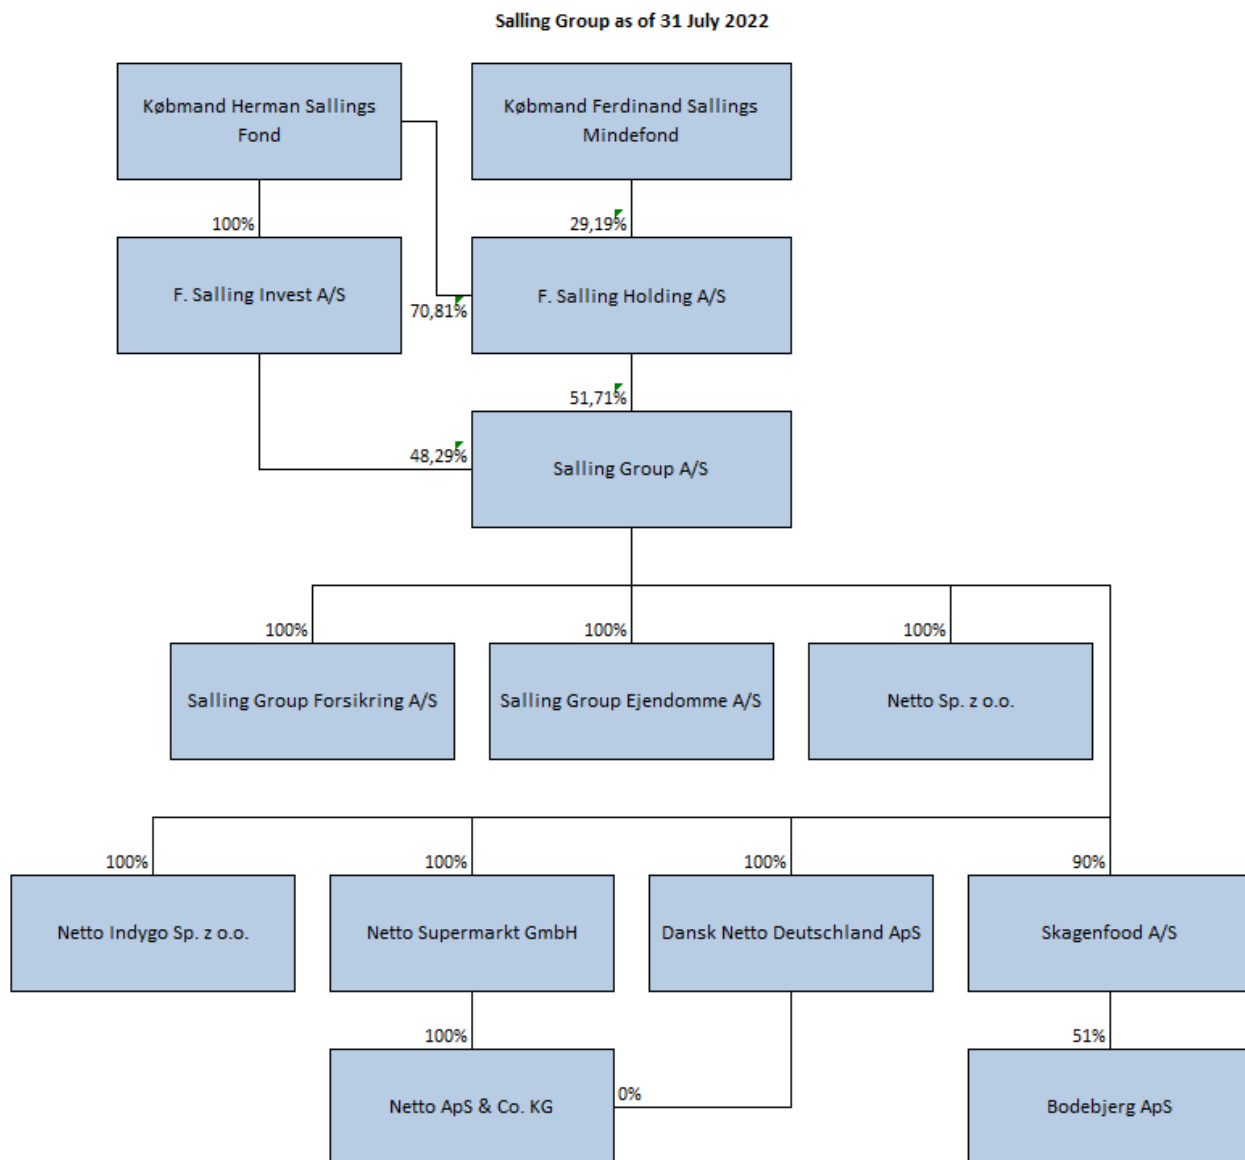 Salling Group as of 31 July 2022
Købmand Herman Sallings
Fond
Købmand Ferdinand Sallings
Mindefond
100%
29,19%
F. Salling Invest A/S
70,81%
F. Salling Holding A/S
51,71%
48,29%
Salling Group A/S
100%
100%
100%
Salling Group Forsikring A/S
Salling Group Ejendomme A/S
Netto Sp. z o.o.
100%
100%
100%
90%
Netto Indygo Sp. z o.o.
Netto Supermarkt GmbH
Dansk Netto Deutschland ApS
Skagenfood A/S
100%
51%
0%
Netto ApS & Co. KG
Bodebjerg ApS